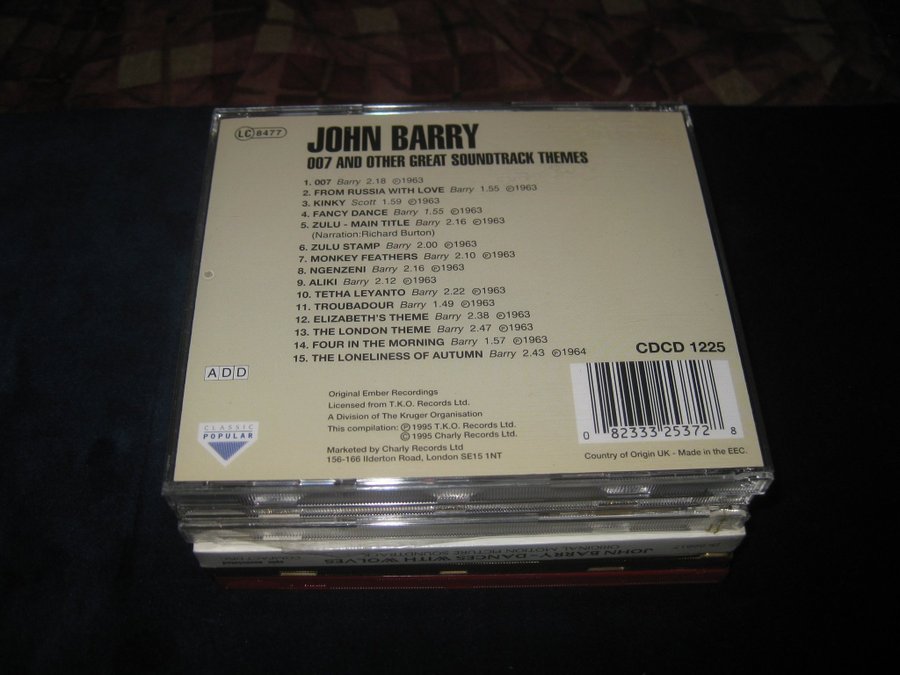 LC 8477
JOHN BARRY
007 AND OTHER GREAT SOUNDTRACK THEMES
1. 007 Barry 2.18 ℗1963
2. FROM RUSSIA WITH LOVE Barry 1.55 ℗1963
3. KINKY Scott 1.59 ℗1963
4. FANCY DANCE Barry 1.55 ℗1963
5. ZULU - MAIN TITLE Barry 2.16 ℗1963
(Narration:Richard Burton)
6. ZULU STAMP Barry 2.00 ℗1963
7. MONKEY FEATHERS Barry 2.10 ℗1963
8. NGENZENI Barry 2.16 ℗1963
9. ALIKI Barry 2.12 ℗1963
10. TETHA LEYANTO Barry 2.22 ℗1963
11. TROUBADOUR Barry 1.49 ℗1963
12. ELIZABETH'S THEME Barry 2.38 ℗1963
13. THE LONDON THEME Barry 2.47 ℗1963
14. FOUR IN THE MORNING Barry 1.57 ℗1963
15. THE LONELINESS OF AUTUMN Barry 2.43 ℗1964
CDCD 1225
ADD
Original Ember Recordings
Licensed from T.K.O. Records Ltd.
A Division of The Kruger Organisation
This compilation: ℗ 1995 T.K.O. Records Ltd.
© 1995 Charly Records Ltd.
Marketed by Charly Records Ltd
156-166 Ilderton Road, London SE15 1NT
CLASSIC
POPULAR
0 82333 25372 8
Country of Origin UK - Made in the EEC.
JOHN BARRY - DANCES WITH WOLVES
ORIGINAL MOTION PICTURE SOUNDTRACK